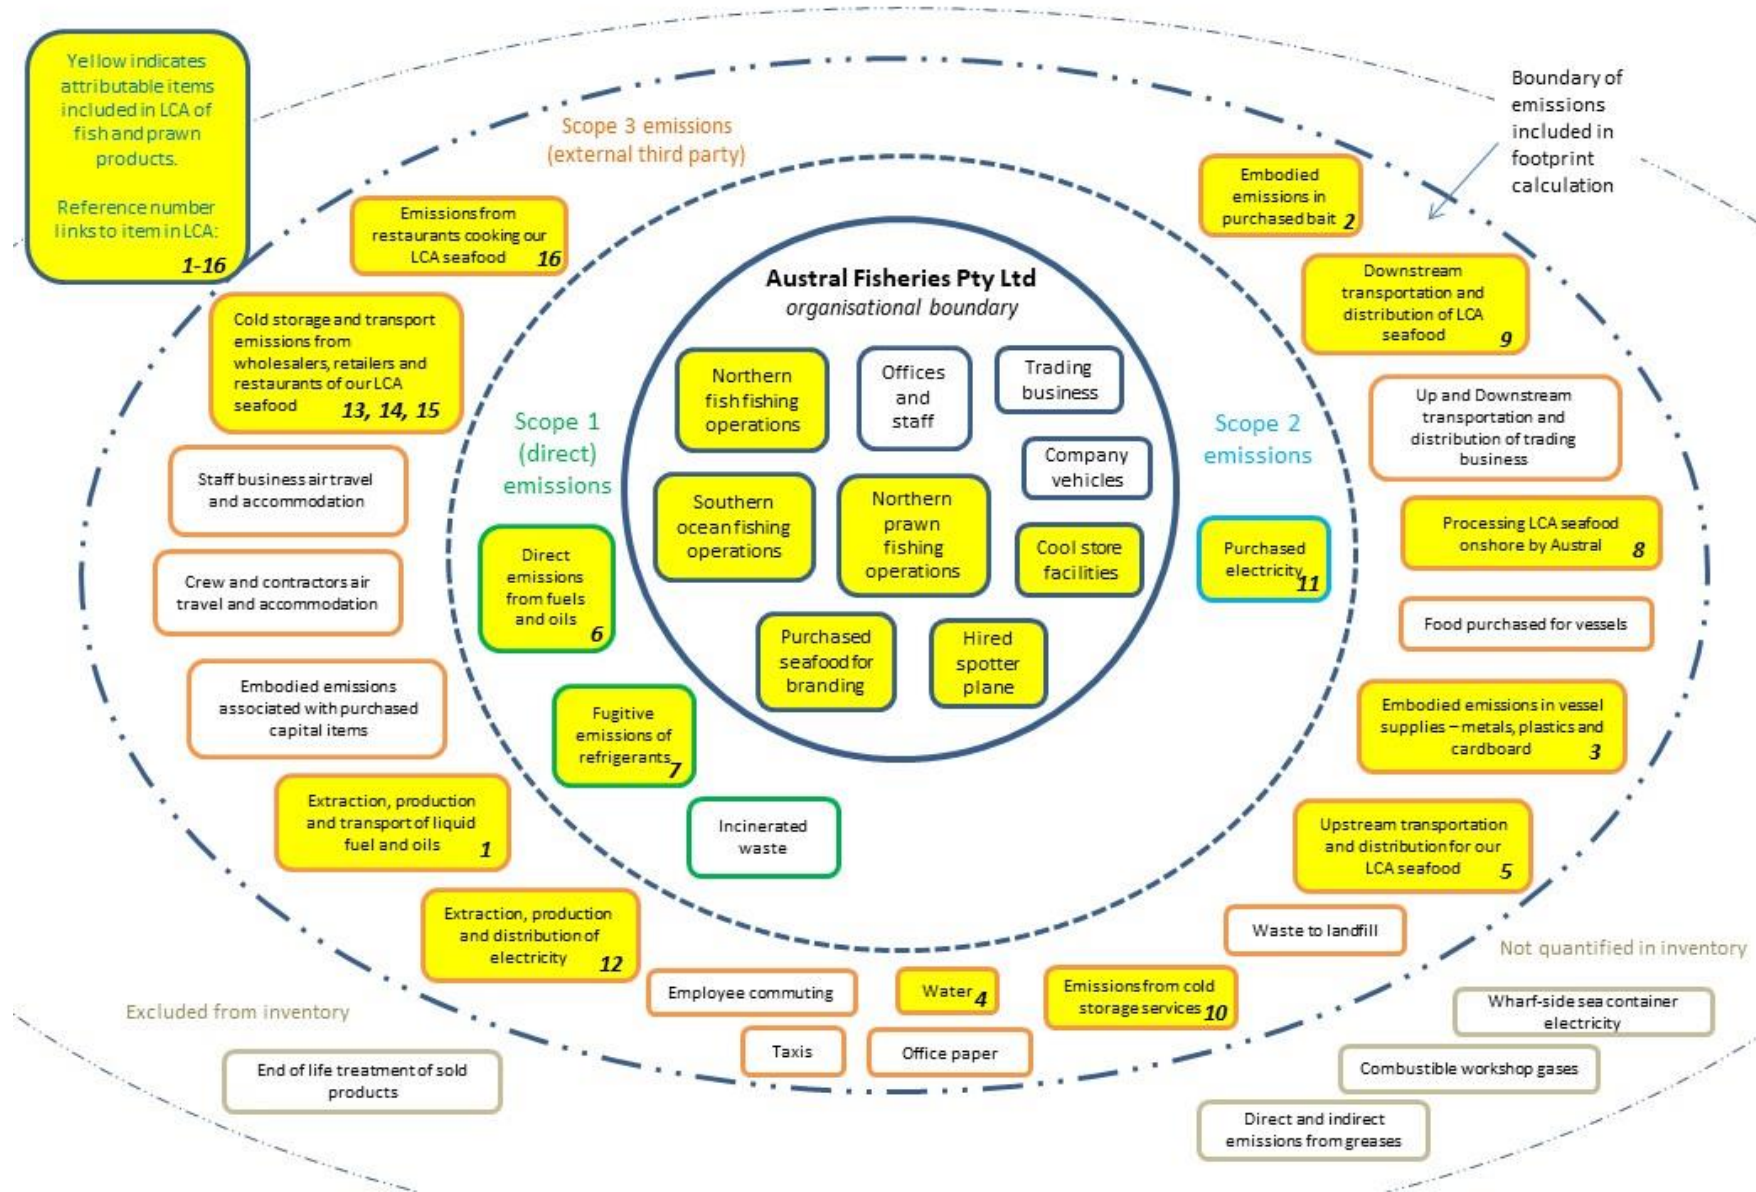 Yellow indicates
attributable items
included in LCA of
fish and prawn
products.
Reference number
links to item in LCA:
1-16
Scope 3 emissions
(external third party)
Boundary of
emissions
included in
footprint
calculation
Emissions from
restaurants cooking our
LCA seafood 16
Embodied
emissions in
purchased bait 2
Cold storage and transport
emissions from
wholesalers, retailers and
restaurants of our LCA
seafood 13, 14, 15
Downstream
transportation and
distribution of LCA
seafood 9
Staff business air travel
and accommodation
Up and Downstream
transportation and
distribution of trading
business
Crew and contractors air
travel and accommodation
Processing LCA seafood
onshore by Austral 8
Embodied emissions
associated with purchased
capital items
Food purchased for vessels
Extraction, production
and transport of liquid
fuel and oils 1
Embodied emissions in vessel
supplies – metals, plastics and
cardboard 3
Extraction, production
and distribution of
electricity 12
Upstream transportation
and distribution for our
LCA seafood 5
Waste to landfill
Employee commuting
Water 4
Emissions from cold
storage services 10
Taxis
Office paper
Scope 1
(direct)
emissions
Direct
emissions
from fuels
and oils 6
Fugitive
emissions of
refrigerants 7
Incinerated
waste
Scope 2
emissions
Purchased
electricity 11
Austral Fisheries Pty Ltd
organisational boundary
Northern
fish fishing
operations
Offices
and
staff
Trading
business
Company
vehicles
Southern
ocean fishing
operations
Northern
prawn
fishing
operations
Cool store
facilities
Purchased
seafood for
branding
Hired
spotter
plane
Excluded from inventory
End of life treatment of sold
products
Not quantified in inventory
Wharf-side sea container
electricity
Combustible workshop gases
Direct and indirect
emissions from greases